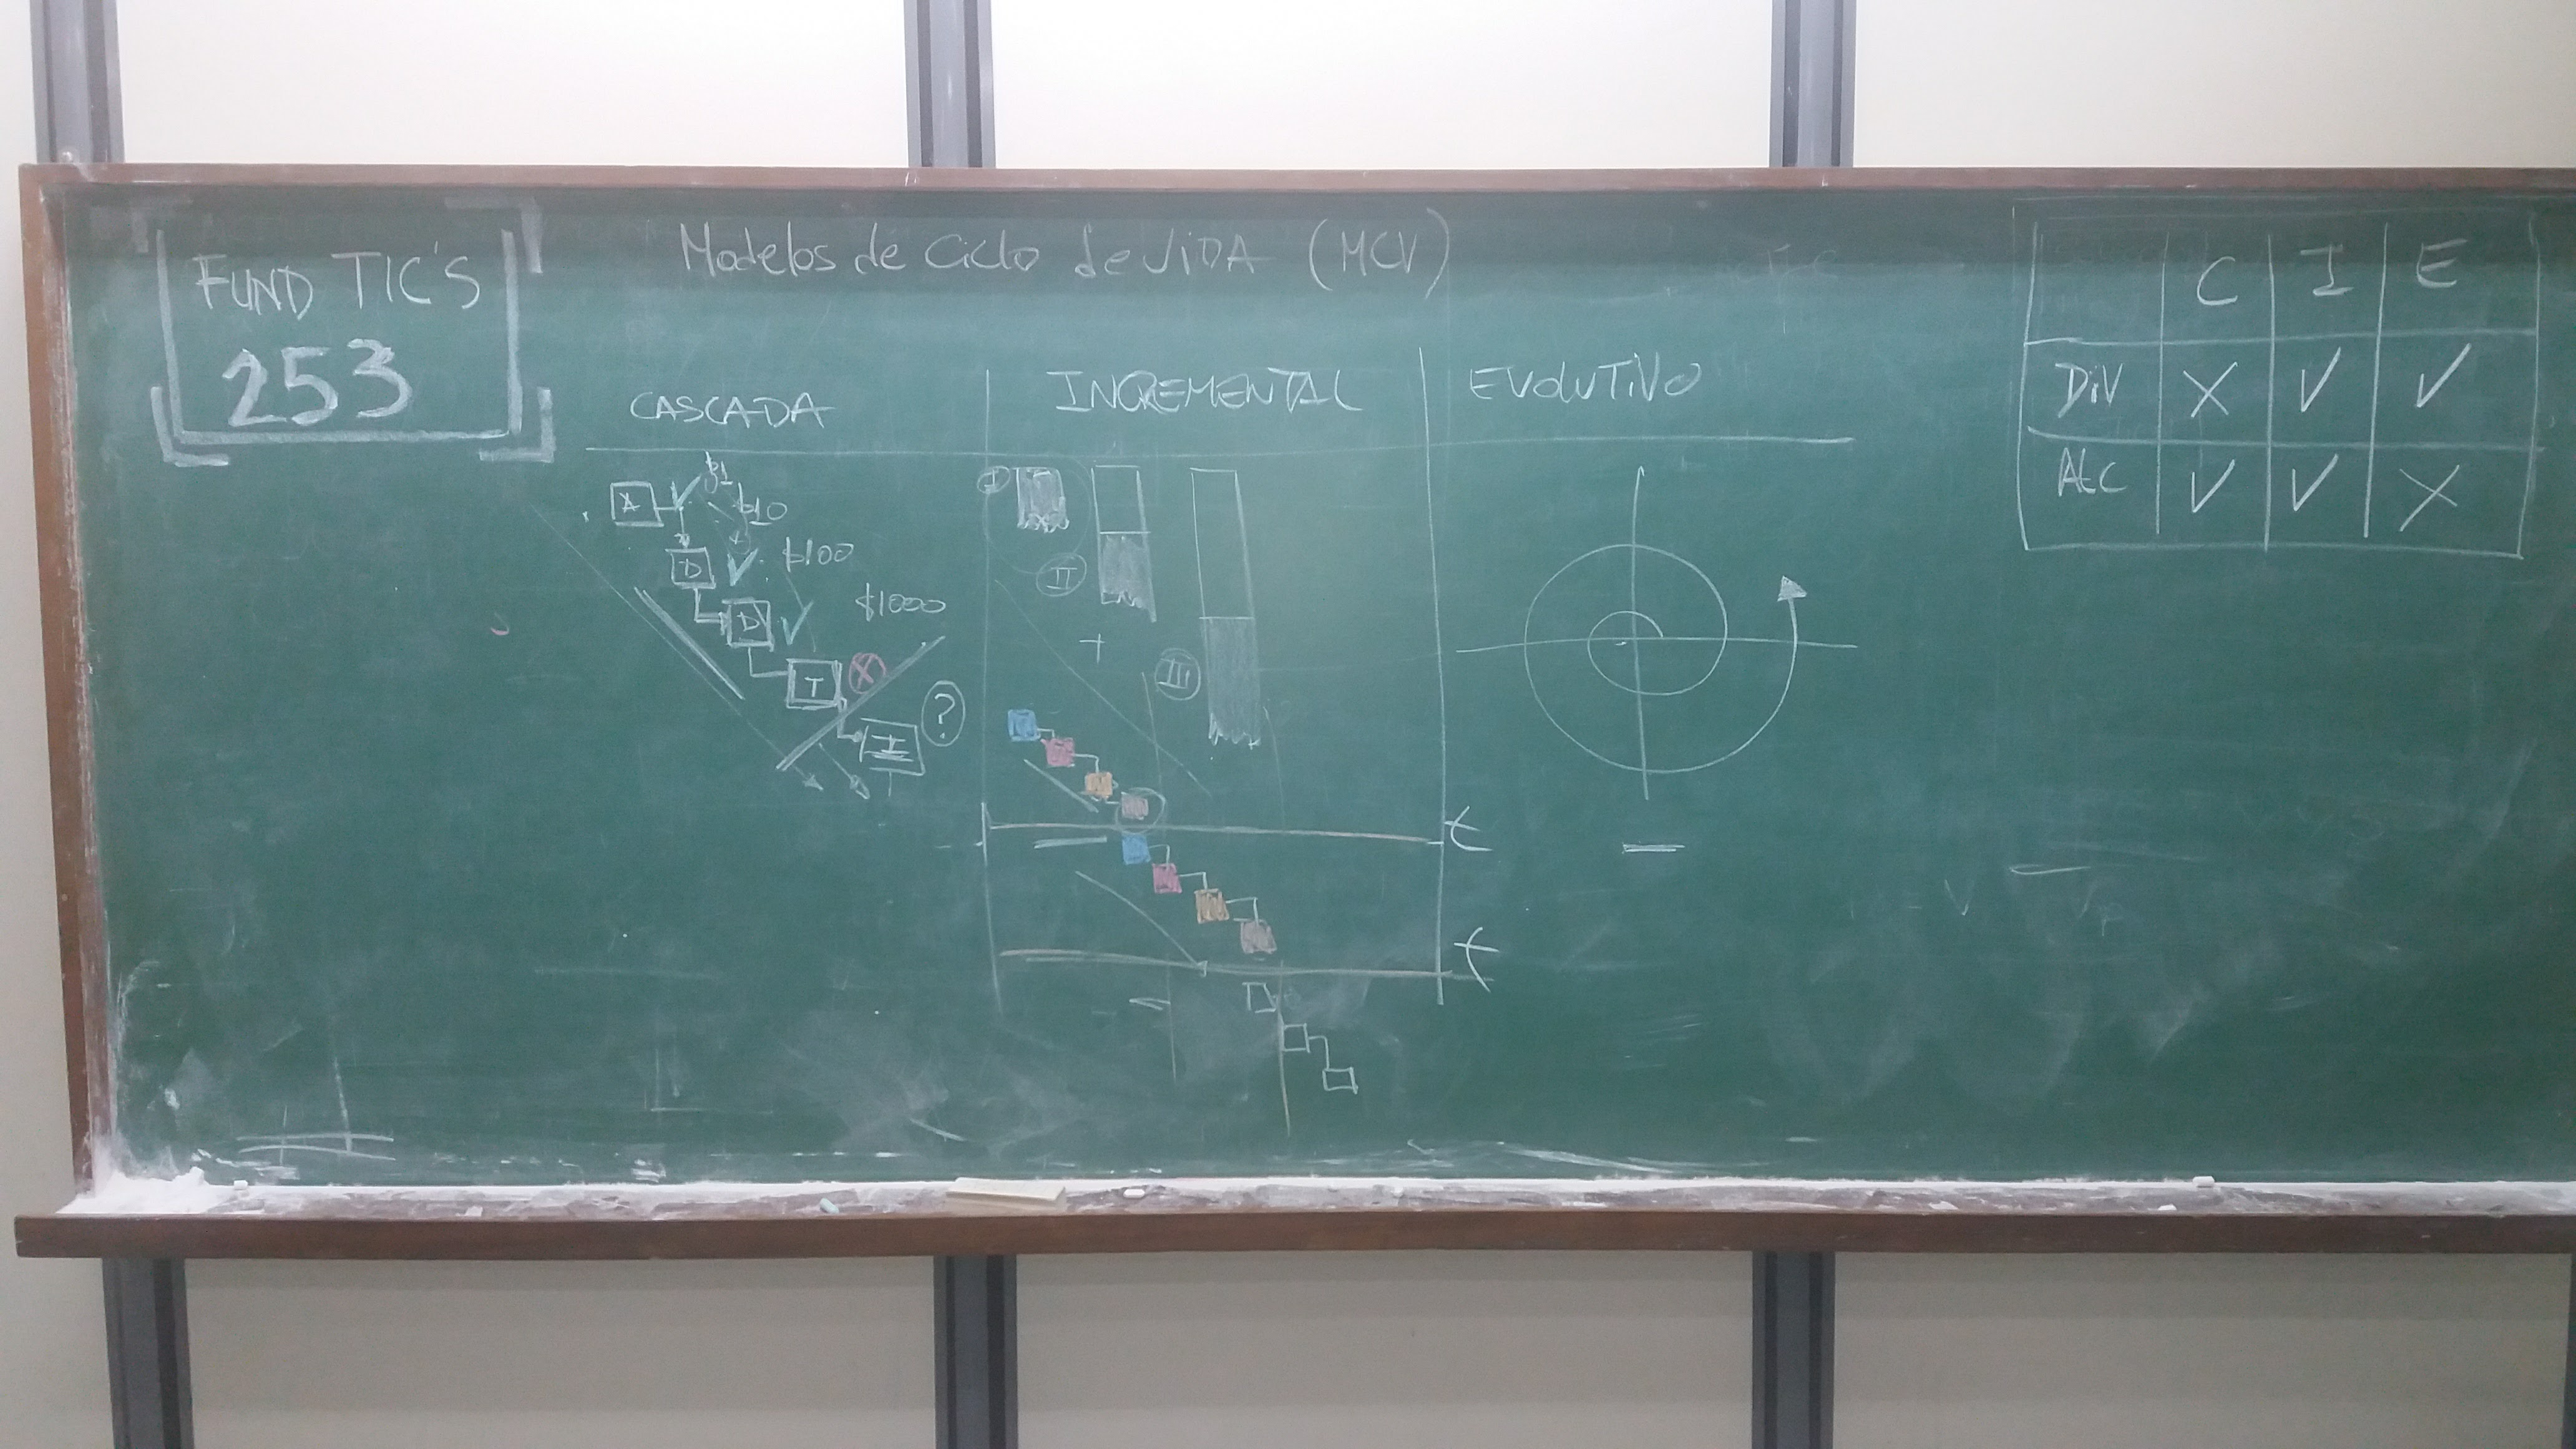 FUND TIC'S
253
Modelos de Ciclo de ViDA (MCV)
CASCADA
INCREMENTAL
EVOLUTIVO
A $1
$10
D $100
D $1000
T X
I ?
I
II
+
III
t
t
C I E
DiV X ✓ ✓
ALC ✓ ✓ X